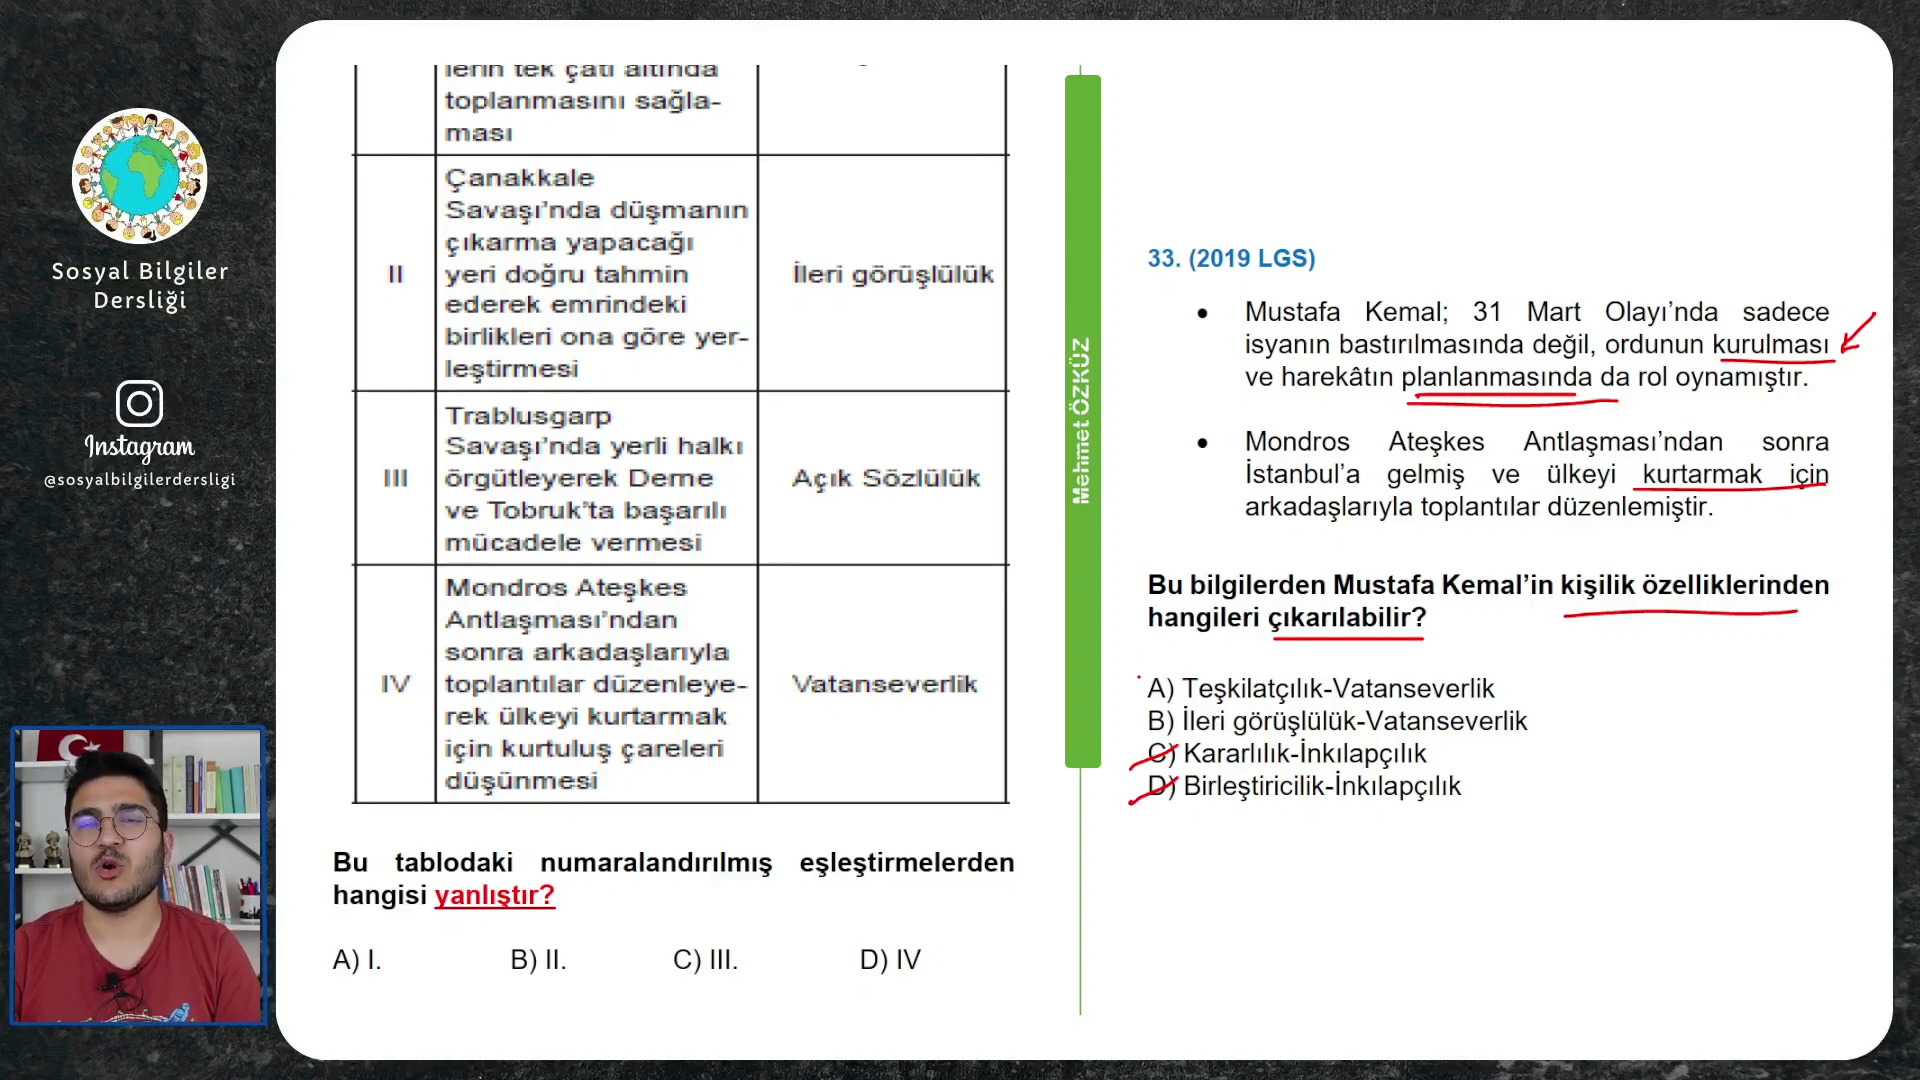 Sosyal Bilgiler
Dersliği
Instagram
@sosyalbilgilerdersligi
lerin tek çatı altında
toplanmasını sağla-
ması
II
Çanakkale
Savaşı’nda düşmanın
çıkarma yapacağı
yeri doğru tahmin
ederek emrindeki
birlikleri ona göre yer-
leştirmesi
İleri görüşlülük
III
Trablusgarp
Savaşı’nda yerli halkı
örgütleyerek Derne
ve Tobruk’ta başarılı
mücadele vermesi
Açık Sözlülük
IV
Mondros Ateşkes
Antlaşması’ndan
sonra arkadaşlarıyla
toplantılar düzenleye-
rek ülkeyi kurtarmak
için kurtuluş çareleri
düşünmesi
Vatanseverlik
Bu tablodaki numaralandırılmış eşleştirmelerden
hangisi yanlıştır?
A) I. B) II. C) III. D) IV
Mehmet ÖZKÜZ
33. (2019 LGS)
• Mustafa Kemal; 31 Mart Olayı’nda sadece
isyanın bastırılmasında değil, ordunun kurulması
ve harekâtın planlanmasında da rol oynamıştır.
• Mondros Ateşkes Antlaşması’ndan sonra
İstanbul’a gelmiş ve ülkeyi kurtarmak için
arkadaşlarıyla toplantılar düzenlemiştir.
Bu bilgilerden Mustafa Kemal’in kişilik özelliklerinden
hangileri çıkarılabilir?
A) Teşkilatçılık-Vatanseverlik
B) İleri görüşlülük-Vatanseverlik
C) Kararlılık-İnkılapçılık
D) Birleştiricilik-İnkılapçılık